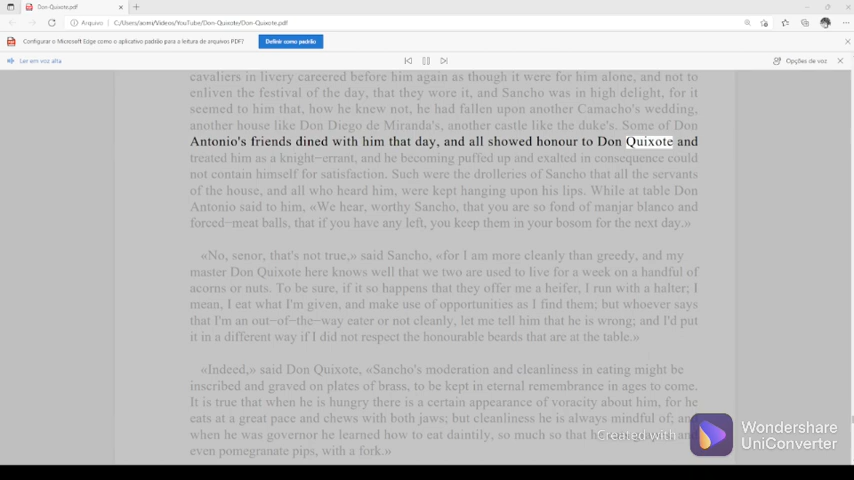 Don-Quixote.pdf
Arquivo
C:/Users/acers/Videos/YouTube/Don-Quixote/Don-Quixote.pdf
Configurar o Microsoft Edge como o aplicativo padrão para a leitura de arquivos PDF?
Definir como padrão
Ler em voz alta
Opções de voz
cavaliers in livery careered before him again as though it were for him alone, and not to
enliven the festival of the day, that they wore it, and Sancho was in high delight, for it
seemed to him that, how he knew not, he had fallen upon another Camacho's wedding,
another house like Don Diego de Miranda's, another castle like the duke's. Some of Don
Antonio's friends dined with him that day, and all showed honour to Don Quixote and
treated him as a knight−errant, and he becoming puffed up and exalted in consequence could
not contain himself for satisfaction. Such were the drolleries of Sancho that all the servants
of the house, and all who heard him, were kept hanging upon his lips. While at table Don
Antonio said to him, «We hear, worthy Sancho, that you are so fond of manjar blanco and
forced−meat balls, that if you have any left, you keep them in your bosom for the next day.»
«No, senor, that's not true,» said Sancho, «for I am more cleanly than greedy, and my
master Don Quixote here knows well that we two are used to live for a week on a handful of
acorns or nuts. To be sure, if it so happens that they offer me a heifer, I run with a halter; I
mean, I eat what I'm given, and make use of opportunities as I find them; but whoever says
that I'm an out−of−the−way eater or not cleanly, let me tell him that he is wrong; and I'd put
it in a different way if I did not respect the honourable beards that are at the table.»
«Indeed,» said Don Quixote, «Sancho's moderation and cleanliness in eating might be
inscribed and graved on plates of brass, to be kept in eternal remembrance in ages to come.
It is true that when he is hungry there is a certain appearance of voracity about him, for he
eats at a great pace and chews with both jaws; but cleanliness he is always mindful of; and
when he was governor he learned how to eat daintily, so much so that he
even pomegranate pips, with a fork.»
Created with
Wondershare
UniConverter